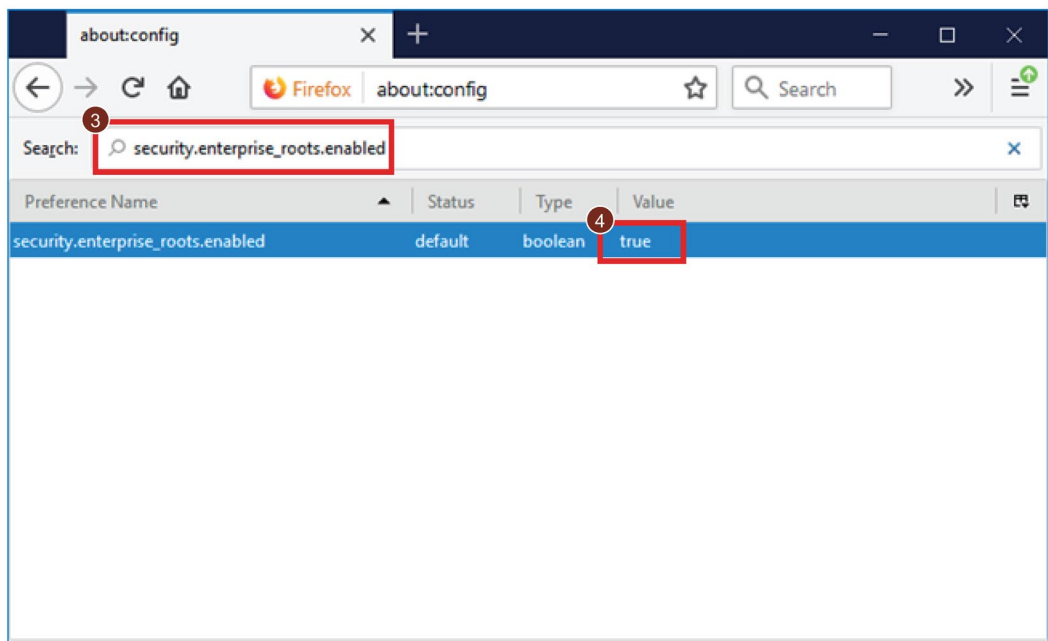 about:config
Firefox about:config Search
3
Search: security.enterprise_roots.enabled
Preference Name Status Type Value
4
security.enterprise_roots.enabled default boolean true